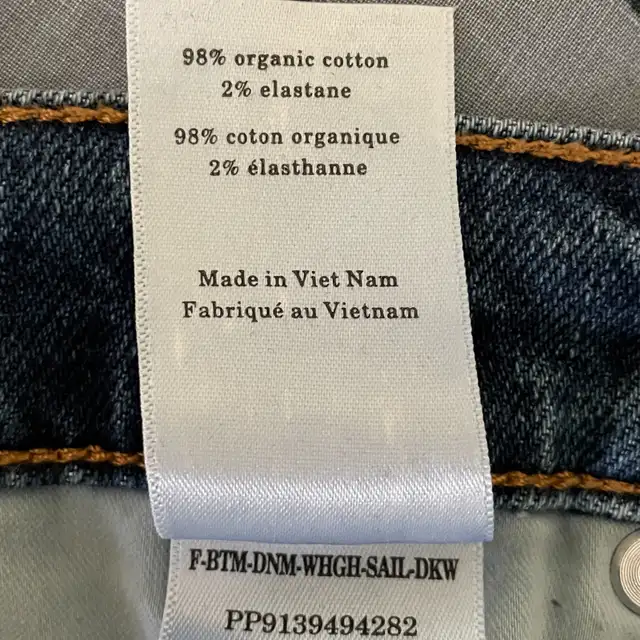 98% organic cotton
2% elastane
98% coton organique
2% élasthanne
Made in Viet Nam
Fabriqué au Vietnam
F-BTM-DNM-WHGH-SAIL-DKW
PP9139494282